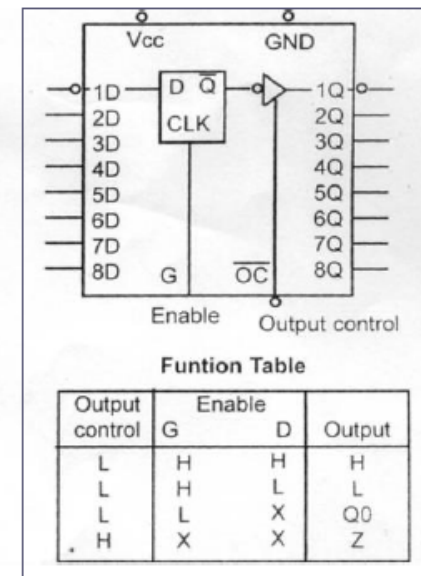 Vcc GND
1D D Q̅ 1Q
2D CLK 2Q
3D 3Q
4D 4Q
5D 5Q
6D 6Q
7D 7Q
8D G O̅C̅ 8Q
Enable Output control
Funtion Table
Output control Enable Output
G D
L H H H
L H L L
L L X Q0
H X X Z